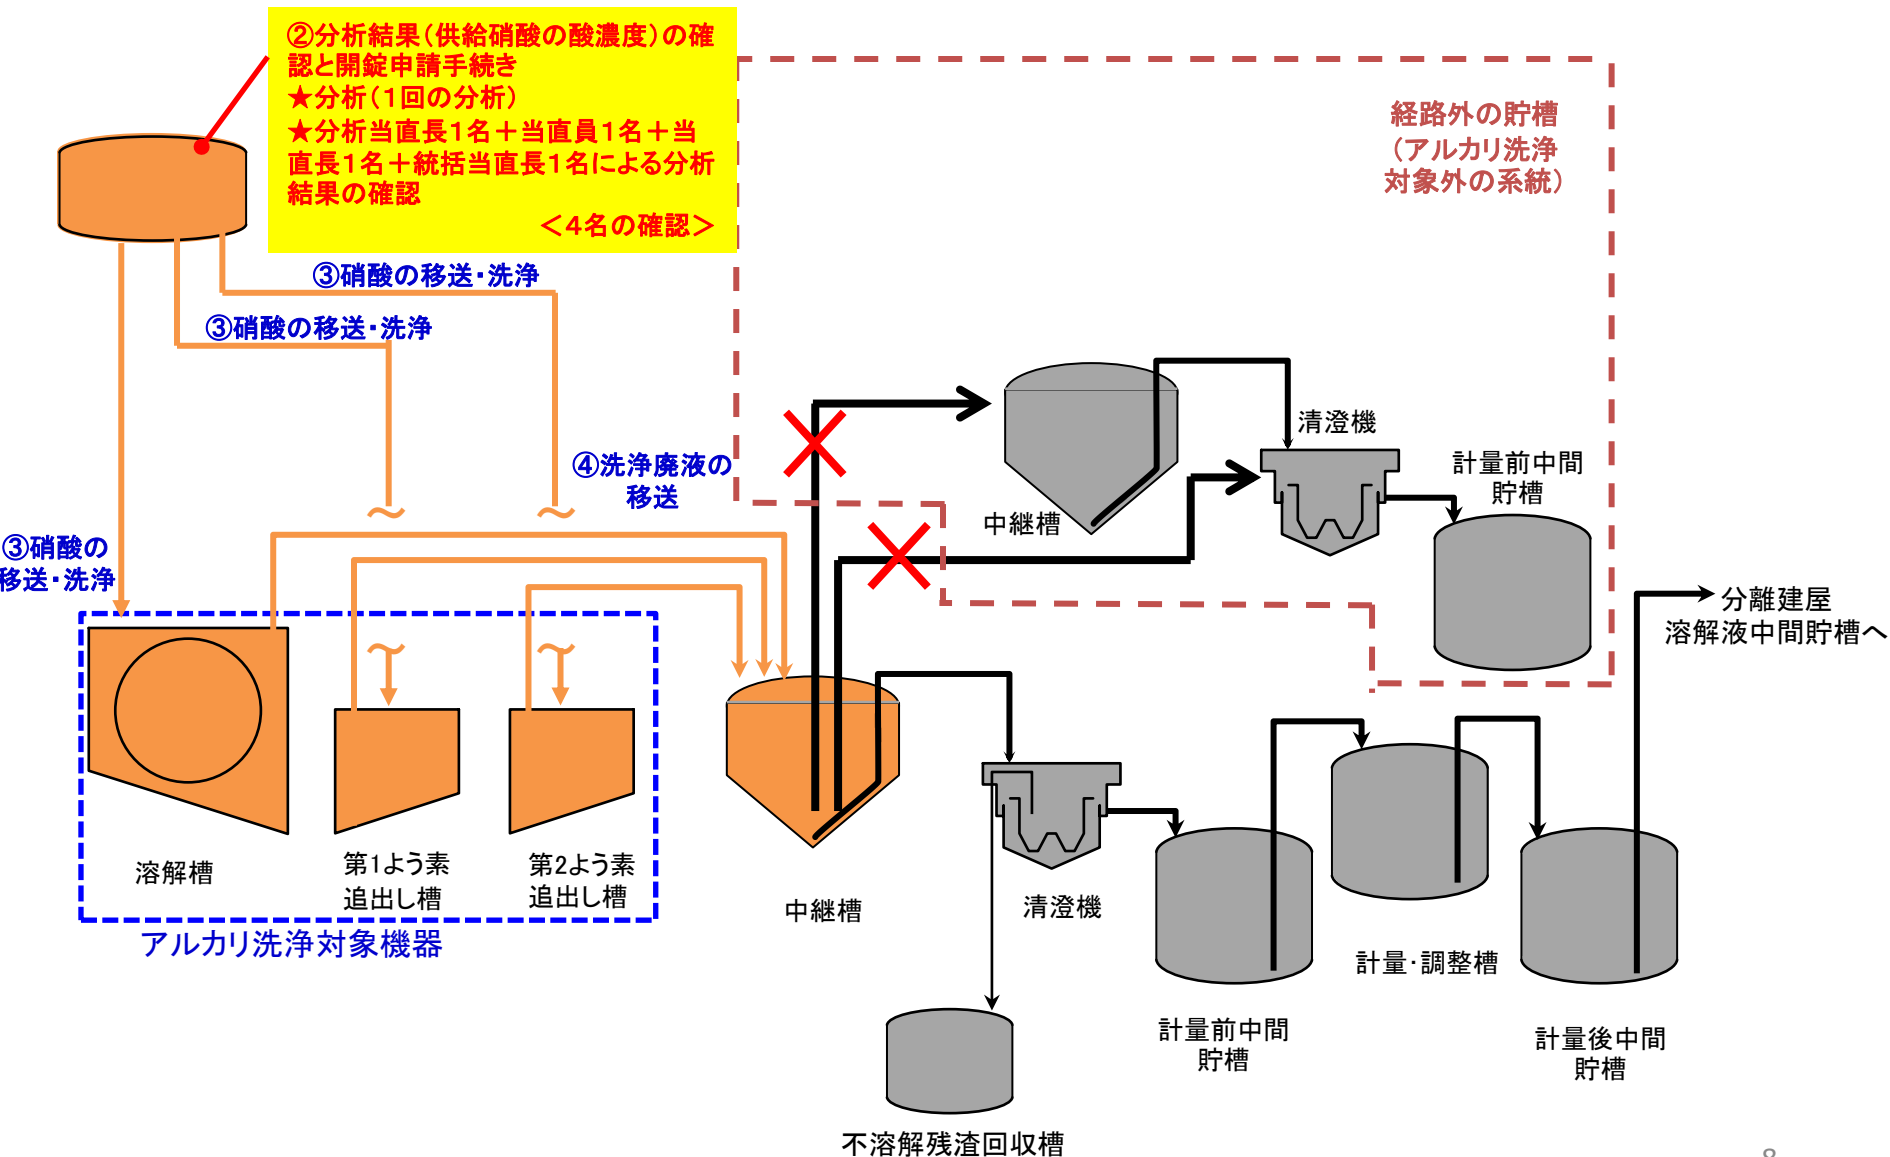 ②分析結果（供給硝酸の酸濃度）の確
認と開錠申請手続き
★分析（１回の分析）
★分析当直長１名＋当直員１名＋当
直長１名＋統括当直長１名による分析
結果の確認
＜４名の確認＞
経路外の貯槽
（アルカリ洗浄
対象外の系統）
③硝酸の移送・洗浄
③硝酸の移送・洗浄
④洗浄廃液の
移送
③硝酸の
移送・洗浄
中継槽
清澄機
計量前中間
貯槽
分離建屋
溶解液中間貯槽へ
溶解槽
第1よう素
追出し槽
第2よう素
追出し槽
アルカリ洗浄対象機器
中継槽
清澄機
計量・調整槽
計量前中間
貯槽
計量後中間
貯槽
不溶解残渣回収槽